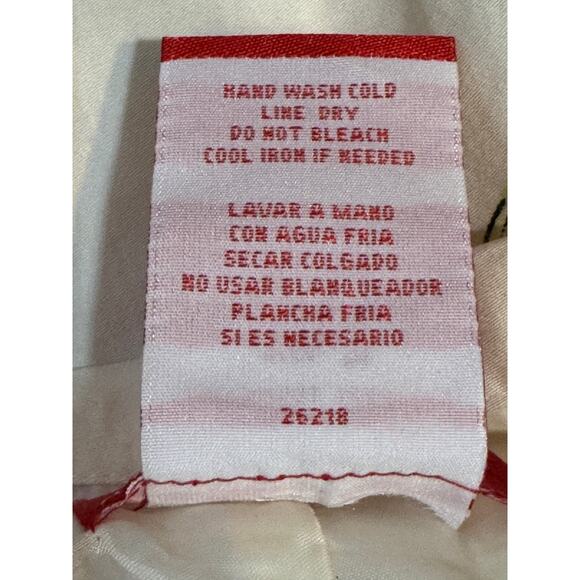 HAND WASH COLD
LINE DRY
DO NOT BLEACH
COOL IRON IF NEEDED
LAVAR A MANO
CON AGUA FRIA
SECAR COLGADO
NO USAR BLANQUEADOR
PLANCHA FRIA
SI ES NECESARIO
26218